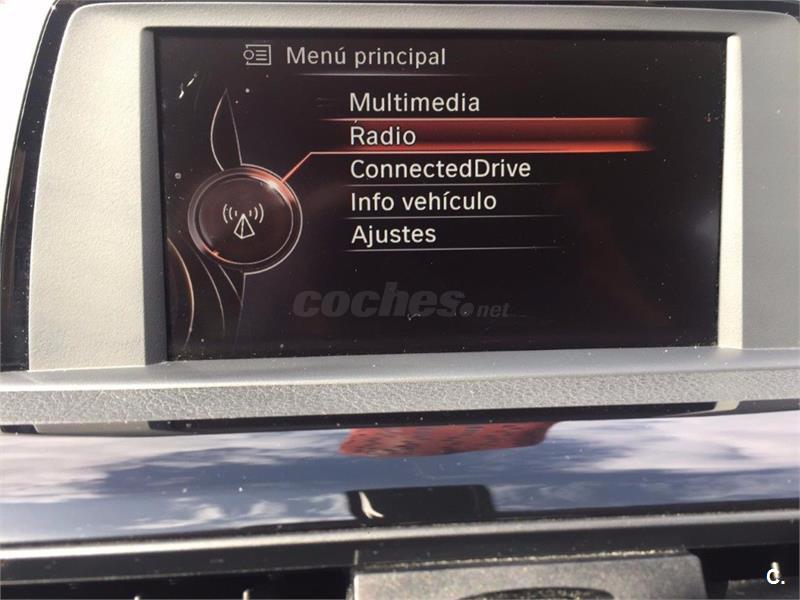 Menú principal
Multimedia
Radio
ConnectedDrive
Info vehículo
Ajustes
coches.net
c.